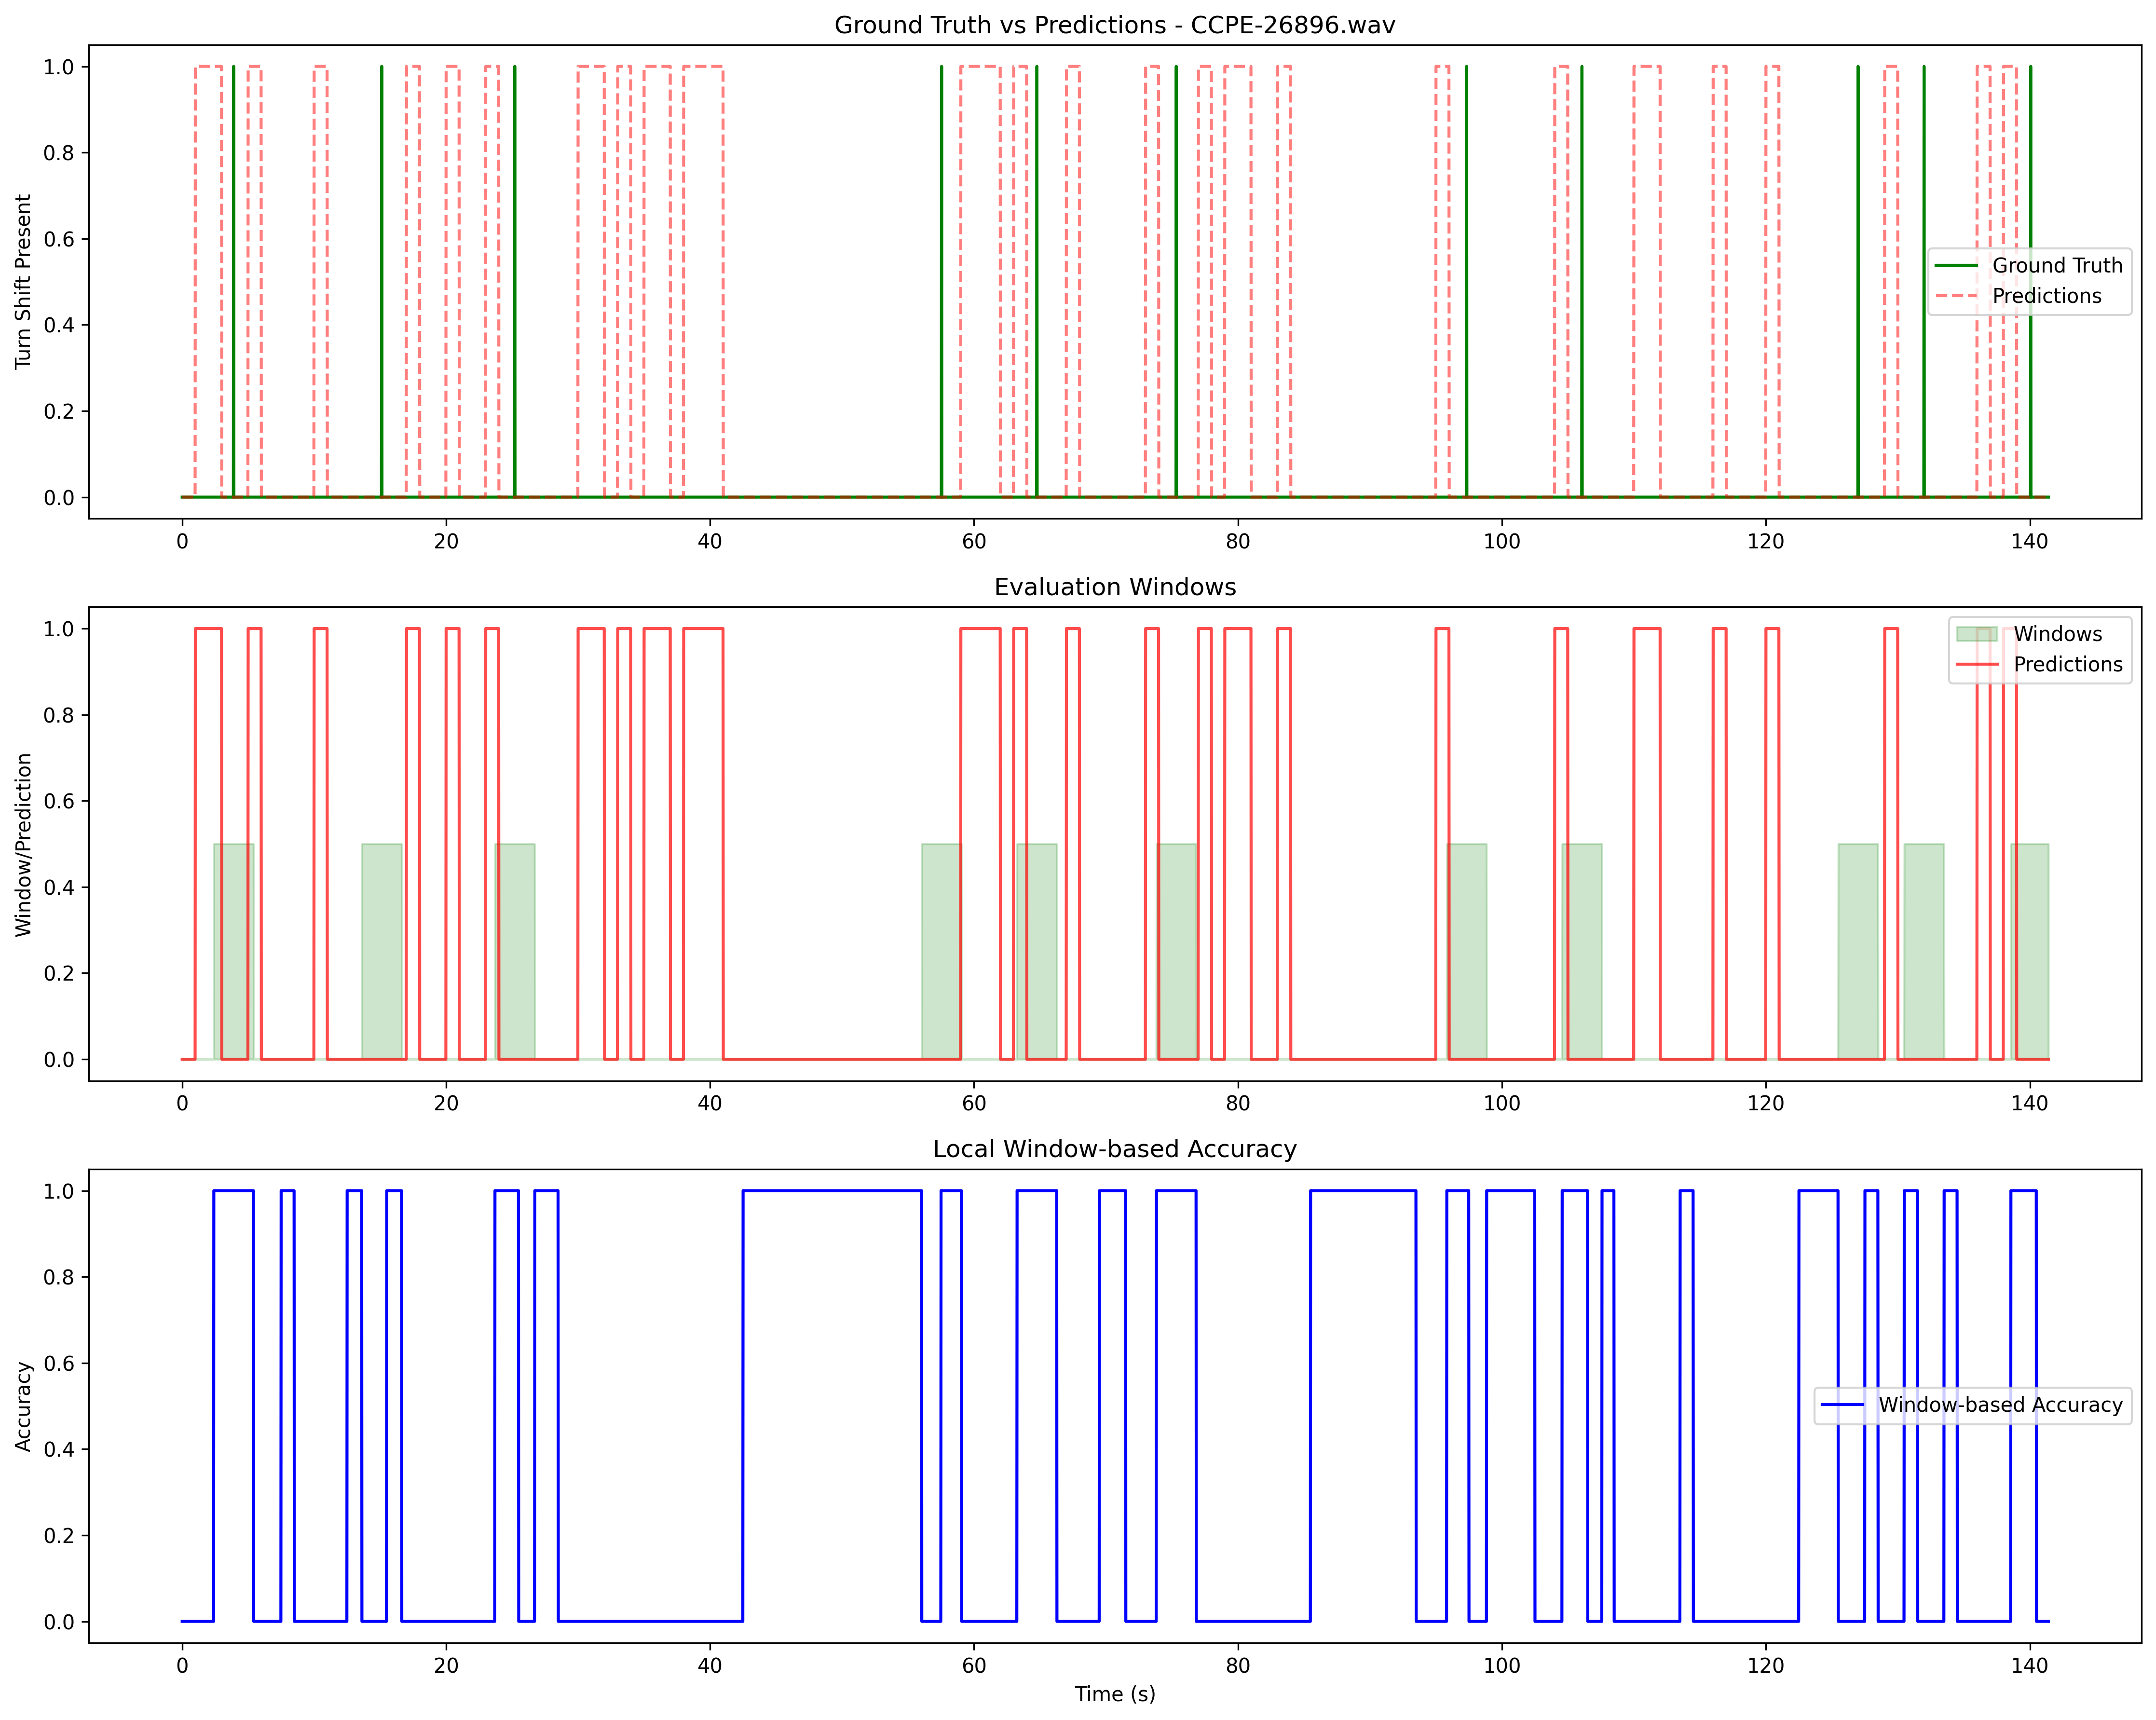 Ground Truth vs Predictions - CCPE-26896.wav
Turn Shift Present
1.0
0.8
0.6
0.4
0.2
0.0
Ground Truth
Predictions
0 20 40 60 80 100 120 140
Evaluation Windows
Window/Prediction
1.0
0.8
0.6
0.4
0.2
0.0
Windows
Predictions
0 20 40 60 80 100 120 140
Local Window-based Accuracy
Accuracy
1.0
0.8
0.6
0.4
0.2
0.0
Window-based Accuracy
0 20 40 60 80 100 120 140
Time (s)